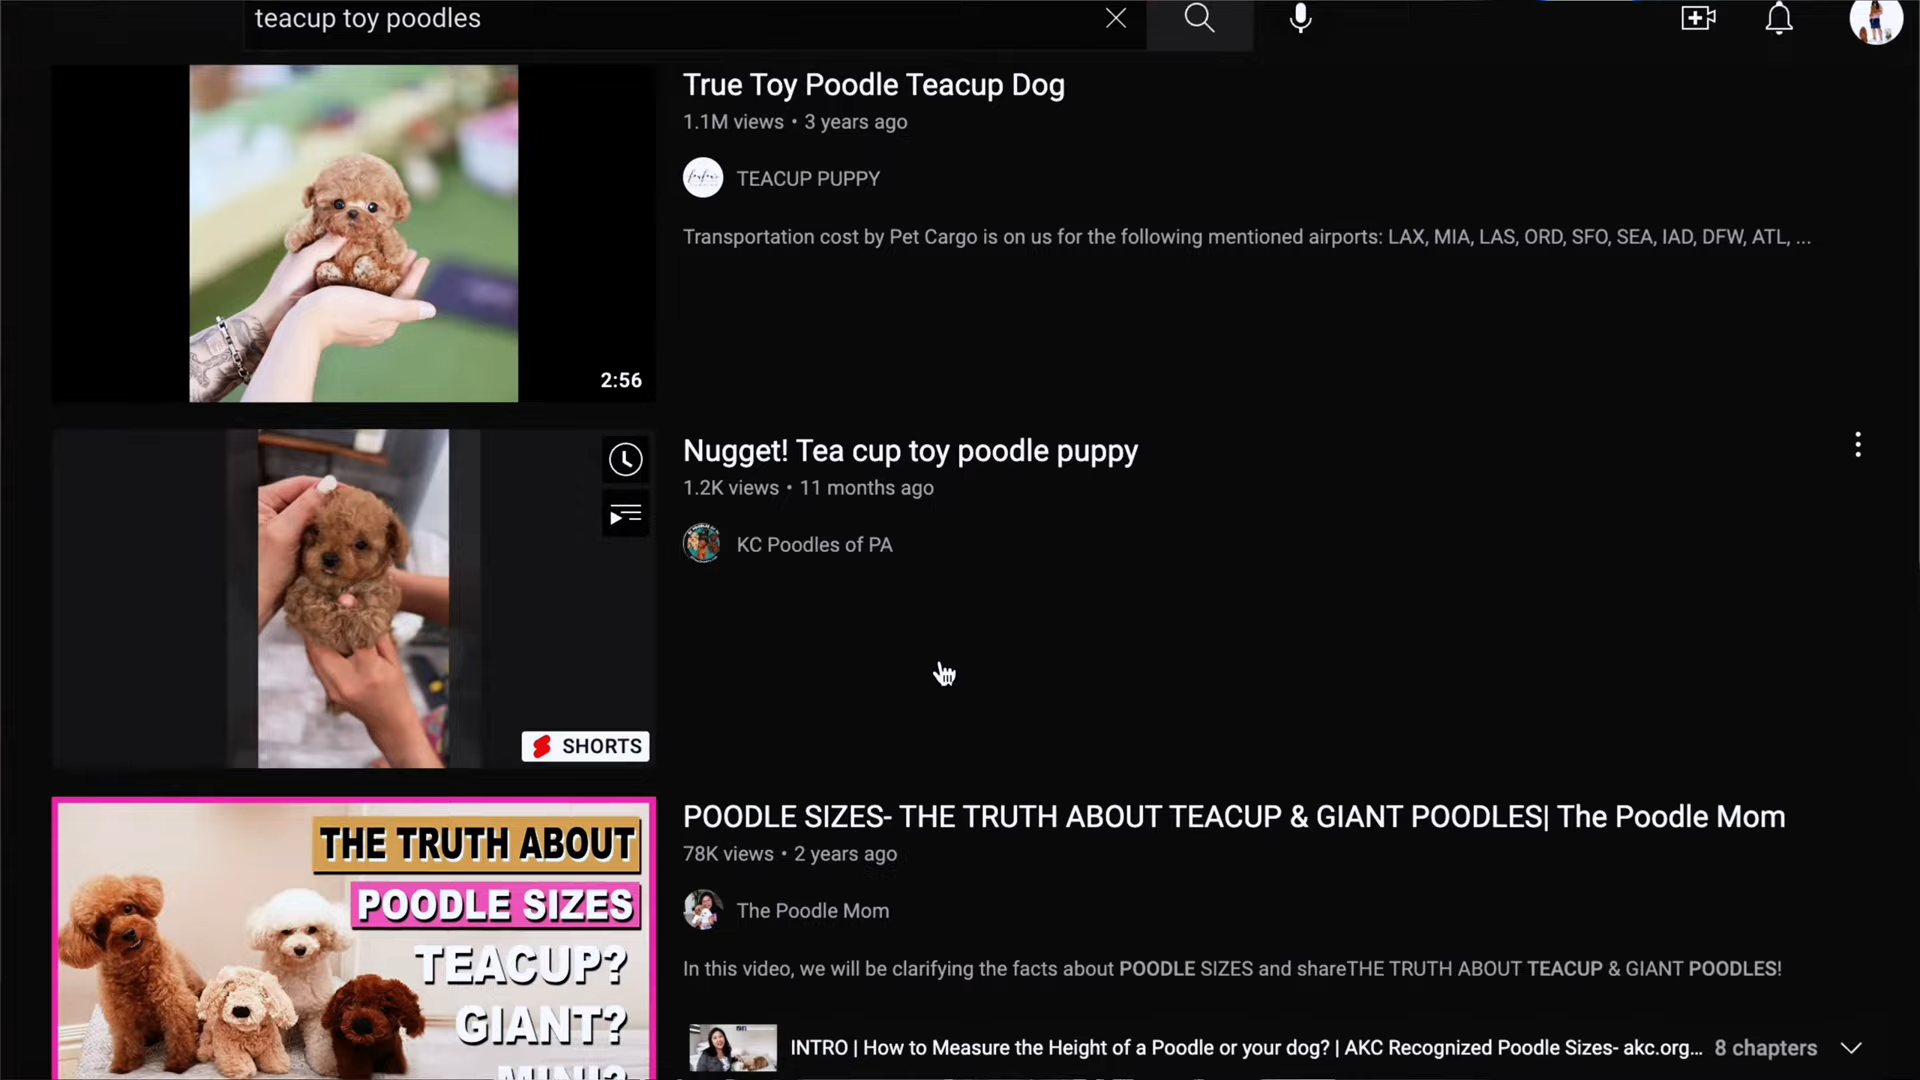 teacup toy poodles
True Toy Poodle Teacup Dog
1.1M views • 3 years ago
TEACUP PUPPY
Transportation cost by Pet Cargo is on us for the following mentioned airports: LAX, MIA, LAS, ORD, SFO, SEA, IAD, DFW, ATL, ...
2:56
Nugget! Tea cup toy poodle puppy
1.2K views • 11 months ago
KC Poodles of PA
SHORTS
THE TRUTH ABOUT
POODLE SIZES
TEACUP?
GIANT?
MINI?
POODLE SIZES- THE TRUTH ABOUT TEACUP & GIANT POODLES| The Poodle Mom
78K views • 2 years ago
The Poodle Mom
In this video, we will be clarifying the facts about POODLE SIZES and shareTHE TRUTH ABOUT TEACUP & GIANT POODLES!
INTRO | How to Measure the Height of a Poodle or your dog? | AKC Recognized Poodle Sizes- akc.org... 8 chapters